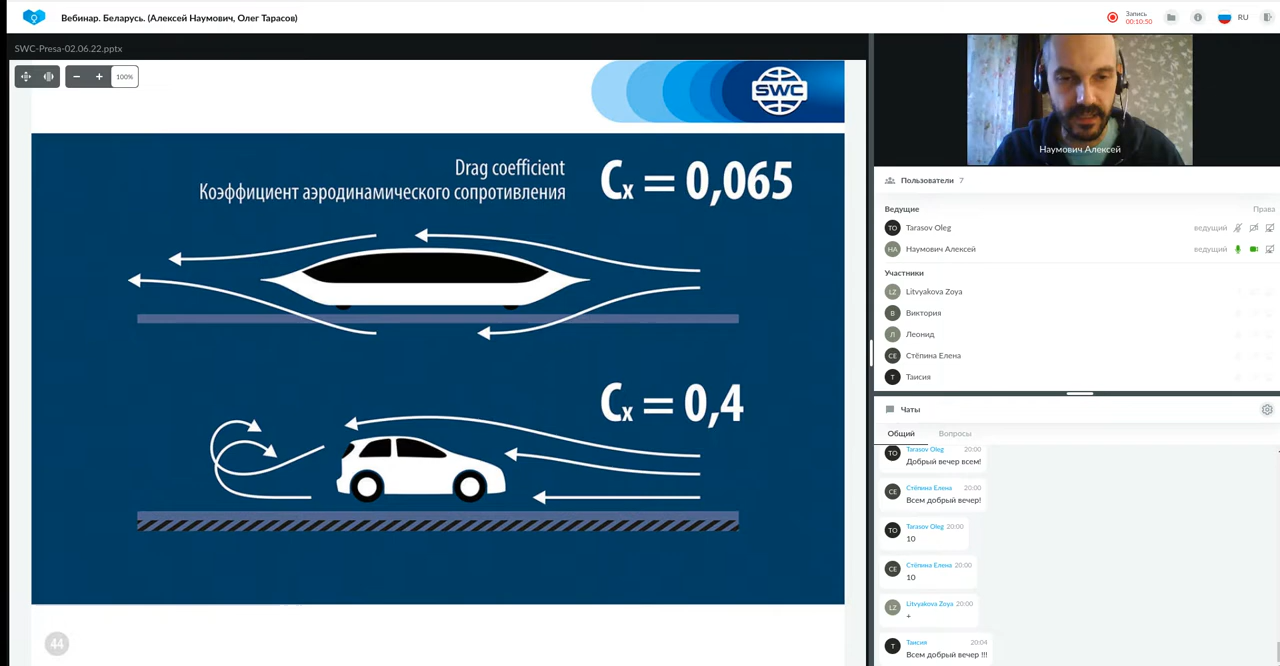 Вебинар. Беларусь. (Алексей Наумович, Олег Тарасов)
Запись
00:10:50
RU
SWC-Presa-02.06.22.pptx
100%
SWC
Drag coefficient
Коэффициент аэродинамического сопротивления
Cx = 0,065
Cx = 0,4
44
Наумович Алексей
Пользователи 7
Ведущие Права
TO Tarasov Oleg ведущий
НА Наумович Алексей ведущий
Участники
LZ Litvyakova Zoya
В Виктория
Л Леонид
СЕ Стёпина Елена
Т Таисия
Чаты
Общий Вопросы
TO Tarasov Oleg 20:00
Добрый вечер всем!
СЕ Стёпина Елена 20:00
Всем добрый вечер!
TO Tarasov Oleg 20:00
10
СЕ Стёпина Елена 20:00
10
LZ Litvyakova Zoya 20:00
+
Т Таисия 20:04
Всем добрый вечер !!!